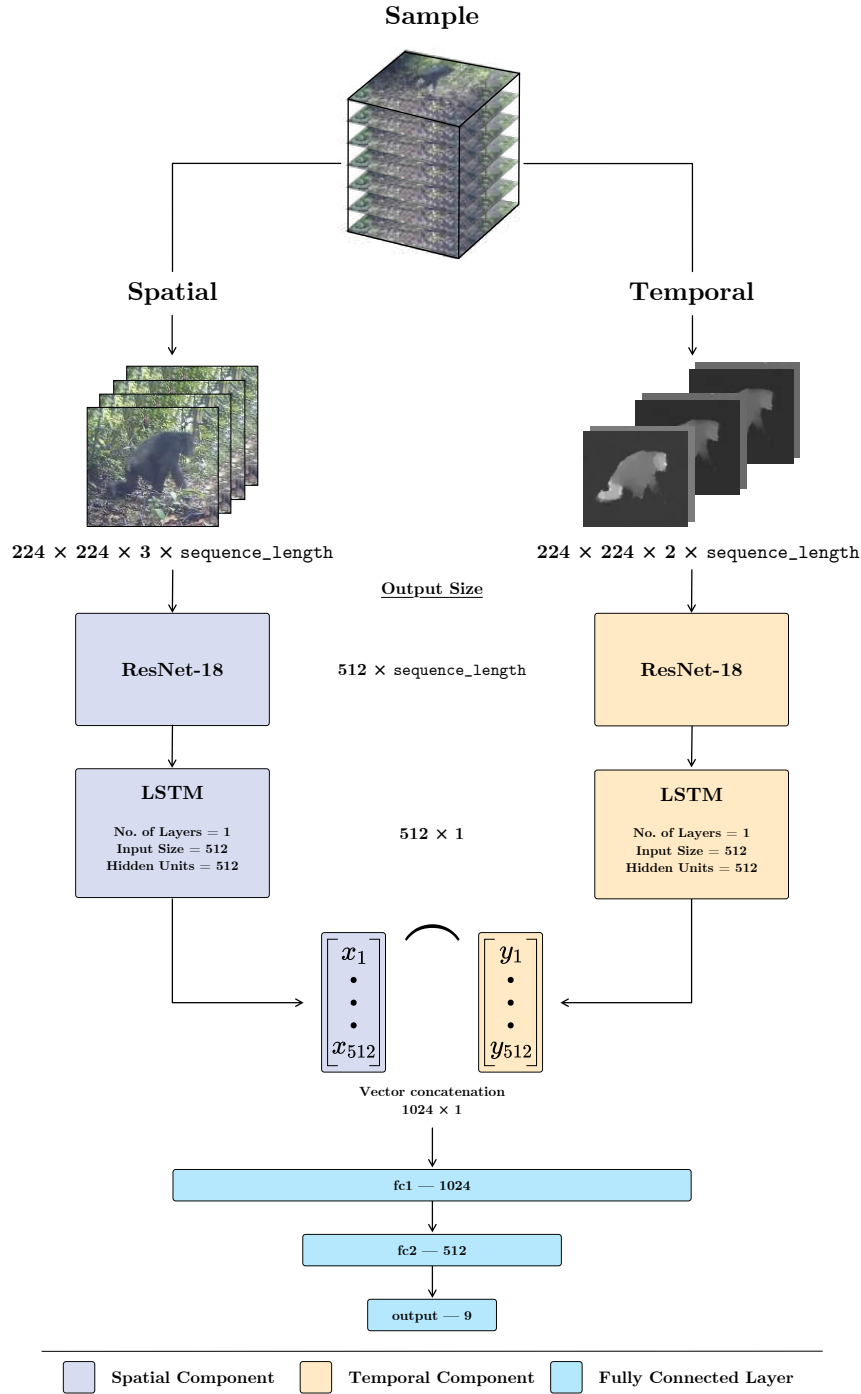 Sample
Spatial
Temporal
224 × 224 × 3 × sequence_length
224 × 224 × 2 × sequence_length
Output Size
ResNet-18
512 × sequence_length
ResNet-18
LSTM
No. of Layers = 1
Input Size = 512
Hidden Units = 512
512 × 1
LSTM
No. of Layers = 1
Input Size = 512
Hidden Units = 512
x1
x512
y1
y512
Vector concatenation
1024 × 1
fc1 — 1024
fc2 — 512
output — 9
Spatial Component
Temporal Component
Fully Connected Layer